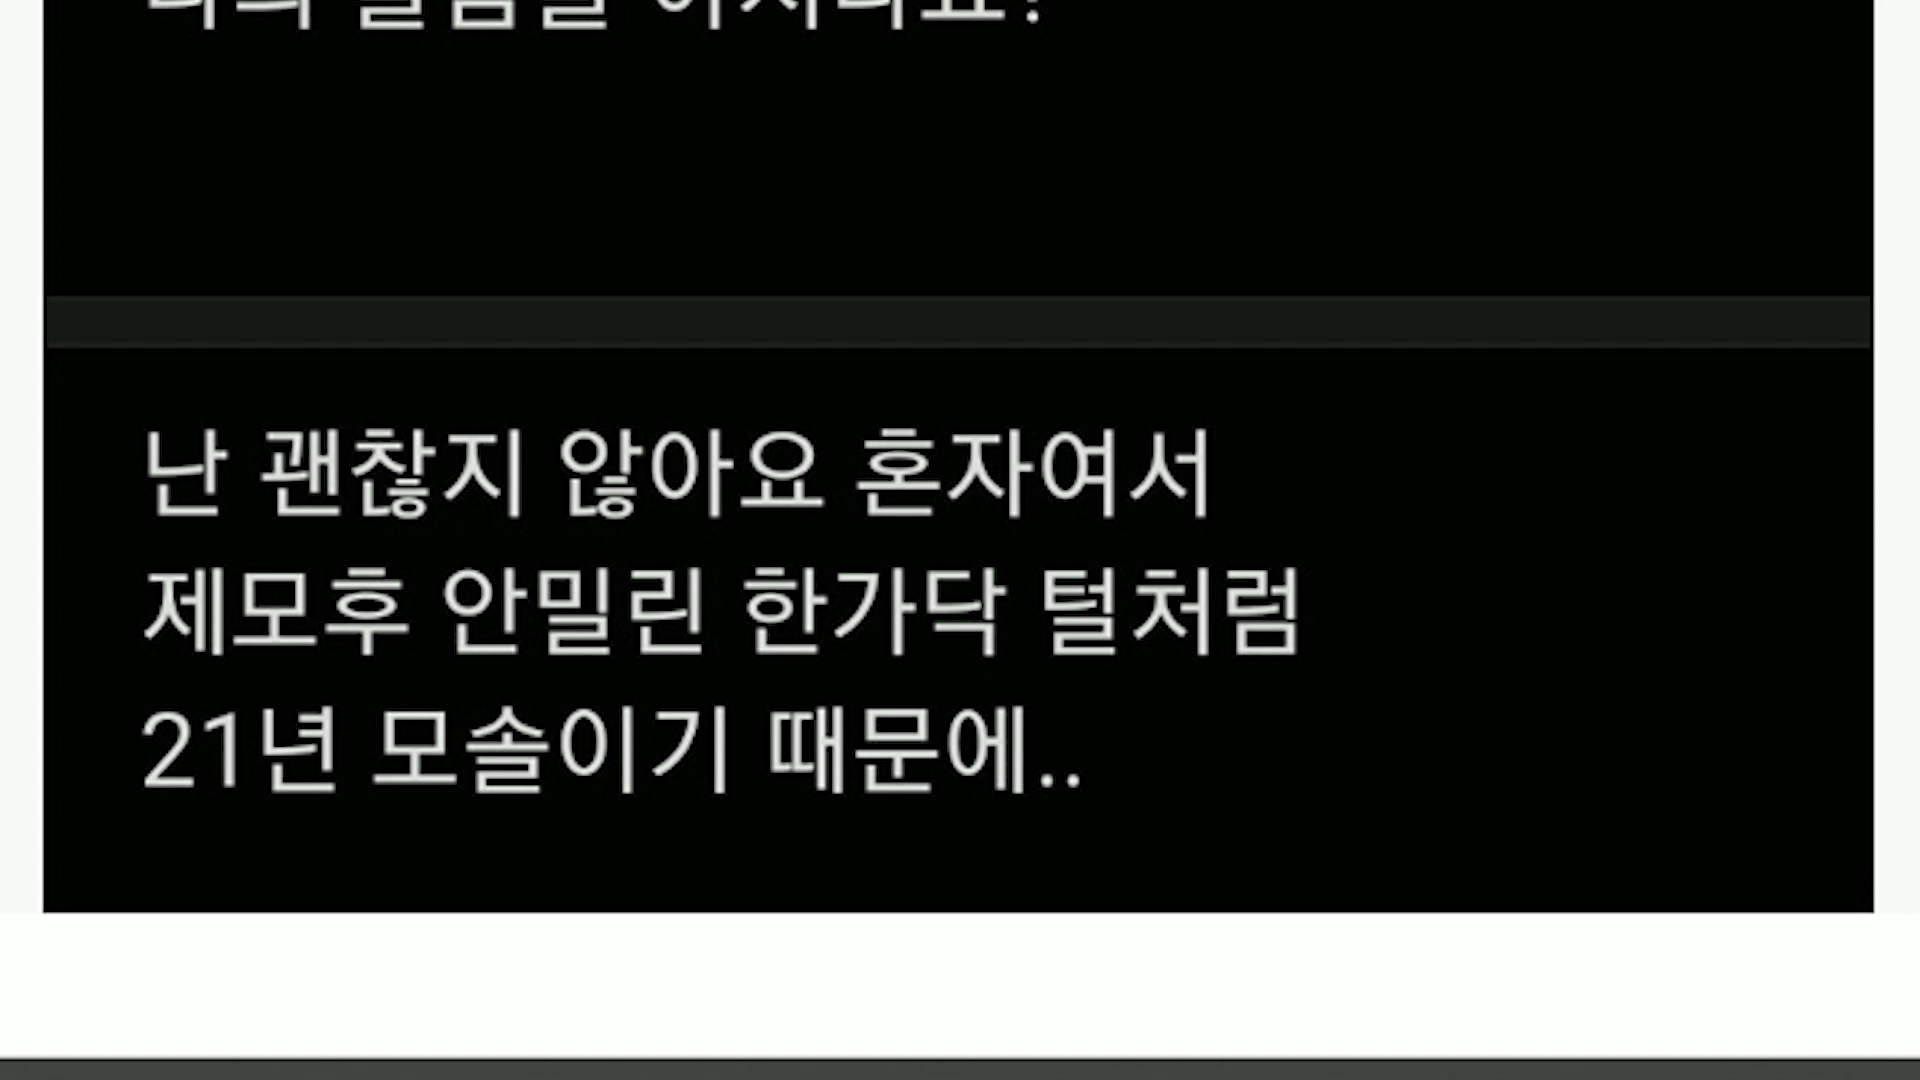 난 괜찮지 않아요 혼자여서
제모후 안밀린 한가닥 털처럼
21년 모솔이기 때문에..